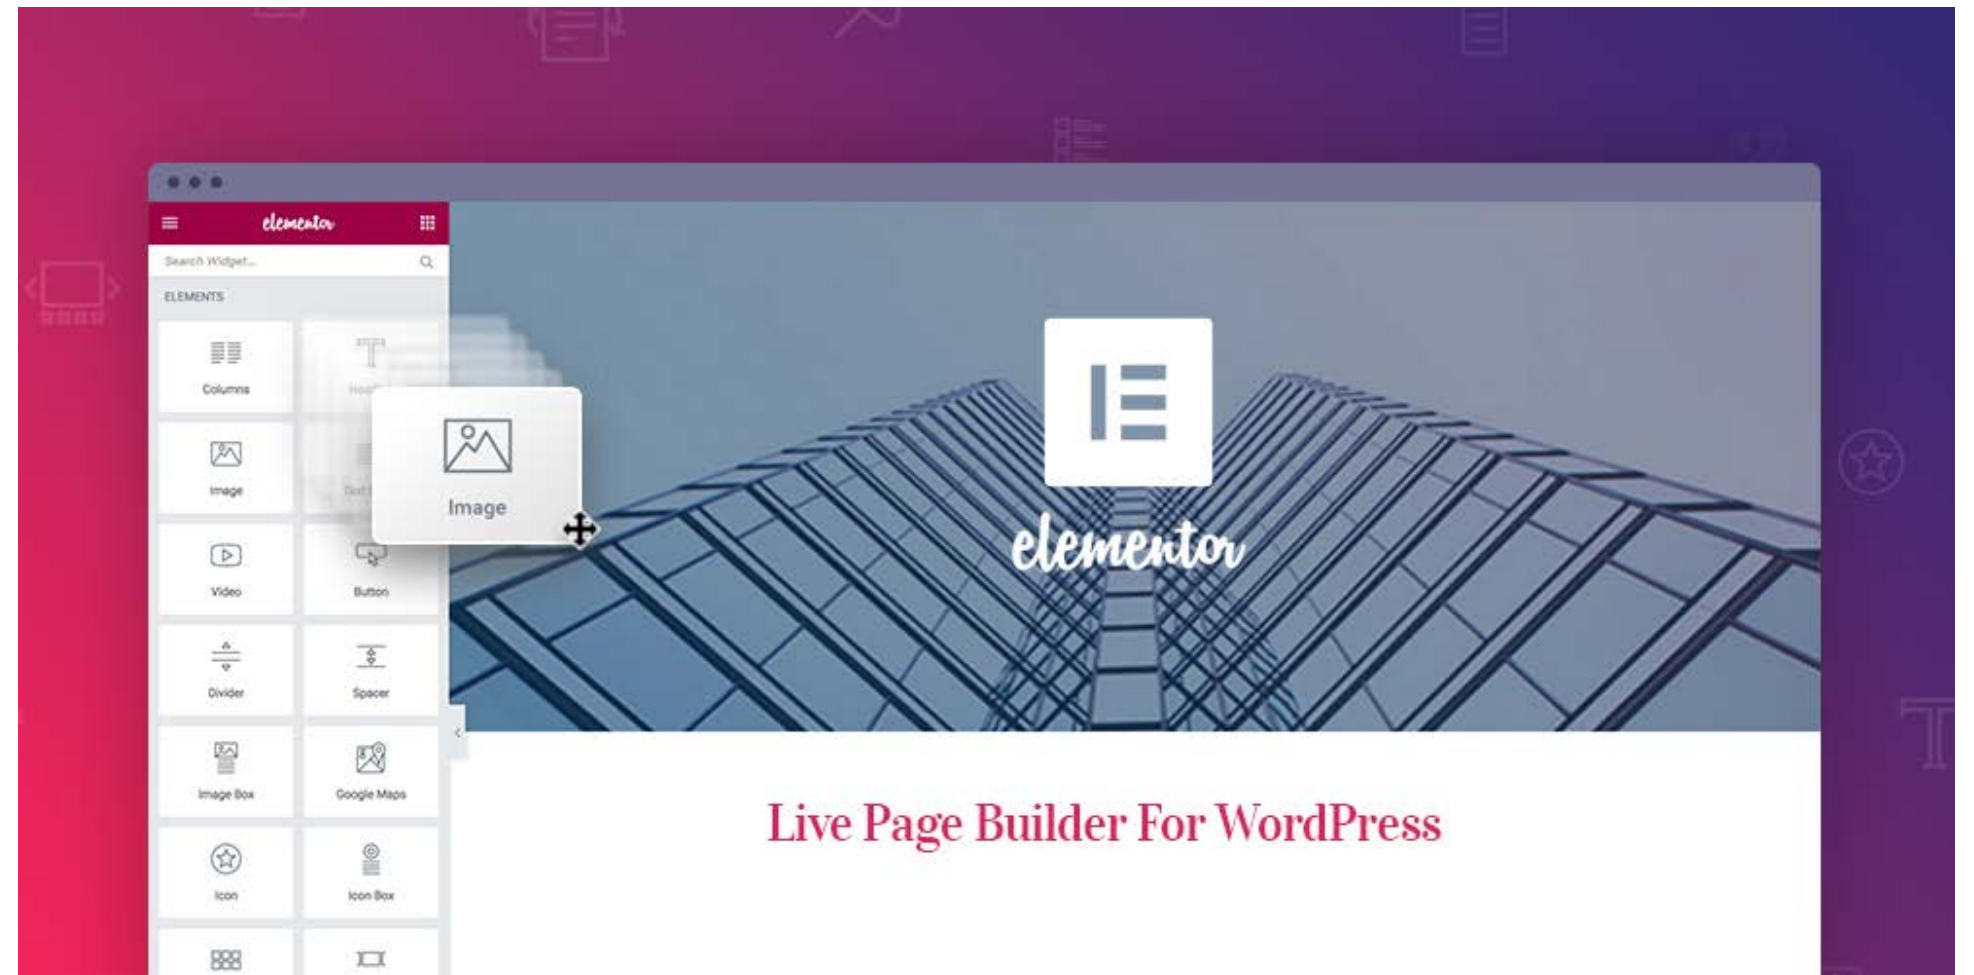 elementor
Search Widget...
ELEMENTS
Columns
Image
Image
Video
Button
elementor
Divider
Spacer
Image Box
Google Maps
Live Page Builder For WordPress
Icon
Icon Box